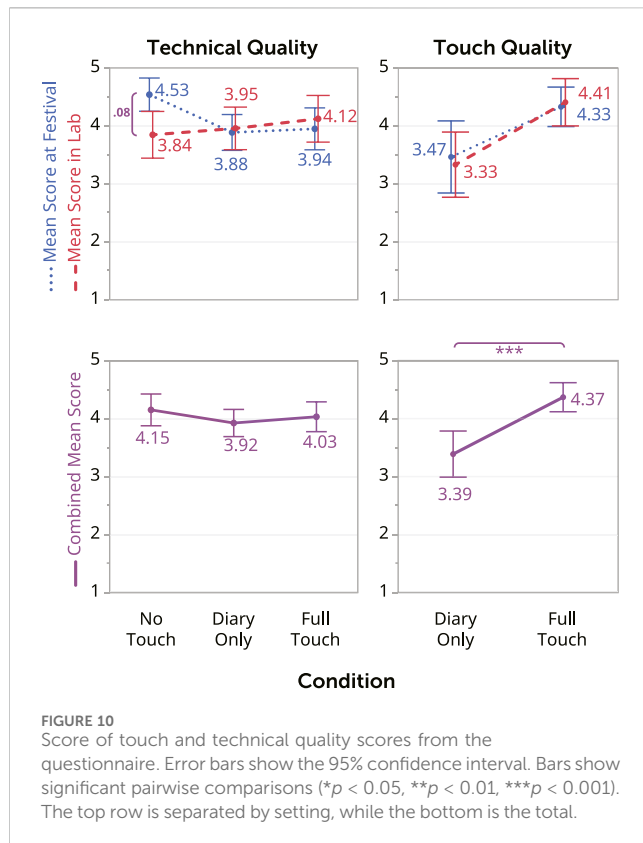 Technical Quality
Touch Quality
Mean Score at Festival
Mean Score in Lab
5
4
3
2
1
.08
4.53
3.84
3.95
3.88
4.12
3.94
5
4
3
2
1
3.47
3.33
4.41
4.33
Combined Mean Score
5
4
3
2
1
4.15
3.92
4.03
5
4
3
2
1
***
3.39
4.37
No Touch
Diary Only
Full Touch
Diary Only
Full Touch
Condition
FIGURE 10
Score of touch and technical quality scores from the
questionnaire. Error bars show the 95% confidence interval. Bars show
significant pairwise comparisons (*p < 0.05, **p < 0.01, ***p < 0.001).
The top row is separated by setting, while the bottom is the total.